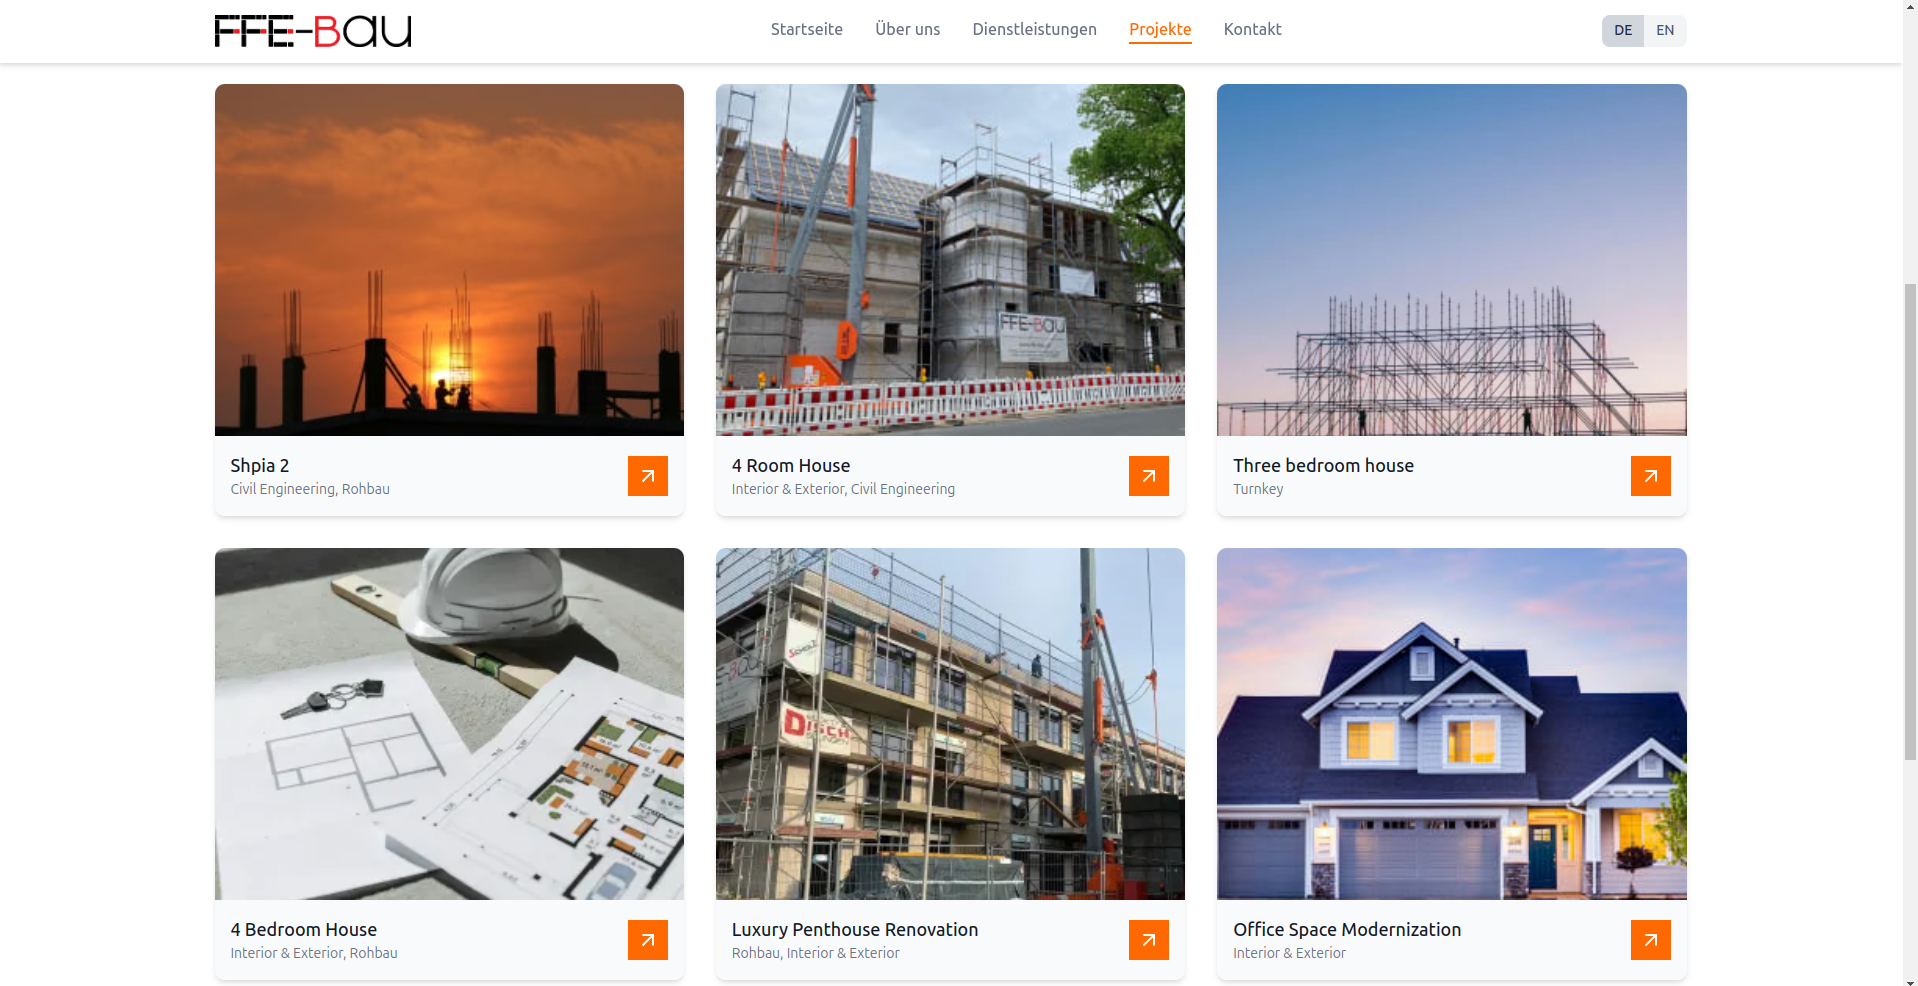 FFE-BAU
Startseite
Über uns
Dienstleistungen
Projekte
Kontakt
DE
EN
FFE-BAU
Shpia 2
Civil Engineering, Rohbau
4 Room House
Interior & Exterior, Civil Engineering
Three bedroom house
Turnkey
SCHOLZ
DISCH
4 Bedroom House
Interior & Exterior, Rohbau
Luxury Penthouse Renovation
Rohbau, Interior & Exterior
Office Space Modernization
Interior & Exterior